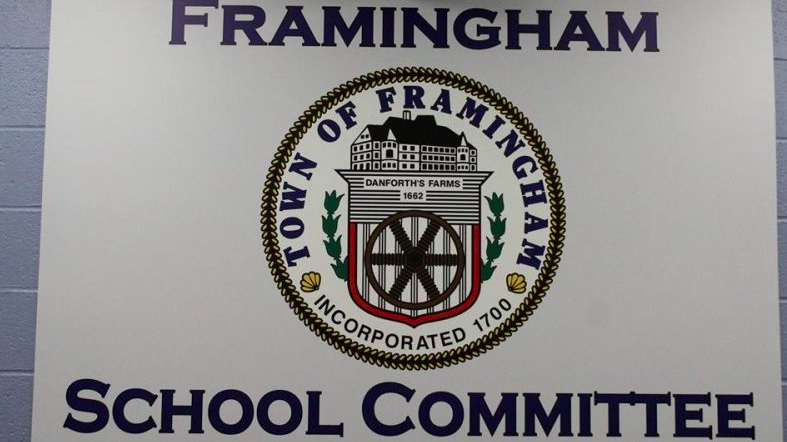 FRAMINGHAM
TOWN OF FRAMINGHAM
DANFORTH'S FARMS
1662
INCORPORATED 1700
SCHOOL COMMITTEE